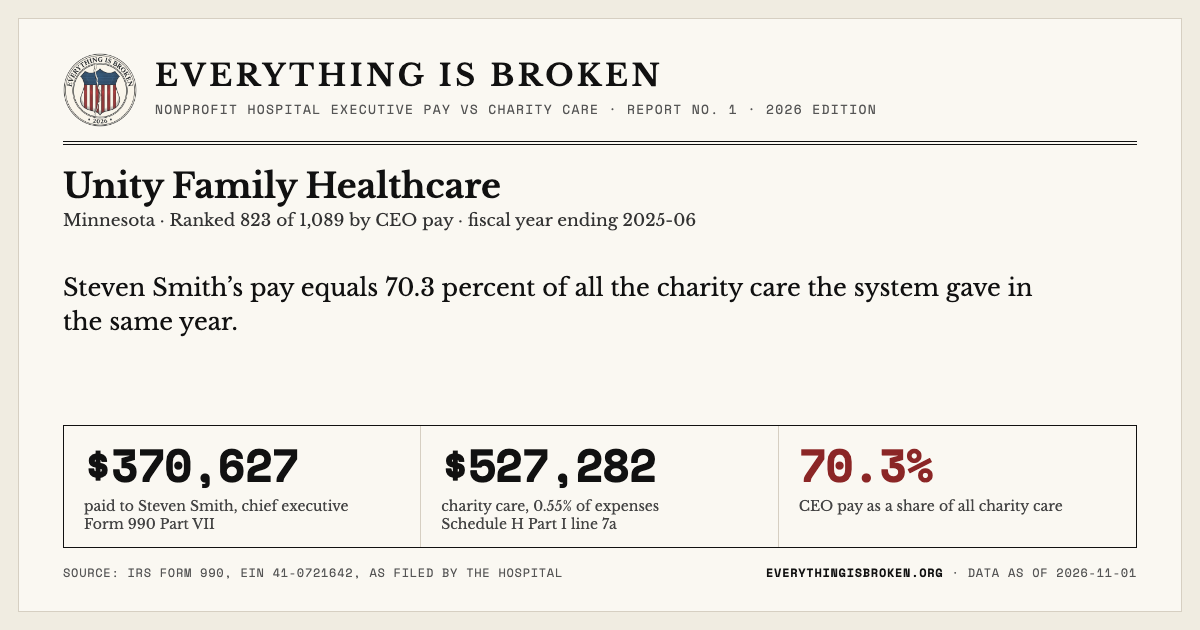 EVERYTHING IS BROKEN
2026
EVERYTHING IS BROKEN
NONPROFIT HOSPITAL EXECUTIVE PAY VS CHARITY CARE · REPORT NO. 1 · 2026 EDITION
Unity Family Healthcare
Minnesota · Ranked 823 of 1,089 by CEO pay · fiscal year ending 2025-06
Steven Smith’s pay equals 70.3 percent of all the charity care the system gave in
the same year.
$370,627
paid to Steven Smith, chief executive
Form 990 Part VII
$527,282
charity care, 0.55% of expenses
Schedule H Part I line 7a
70.3%
CEO pay as a share of all charity care
SOURCE: IRS FORM 990, EIN 41-0721642, AS FILED BY THE HOSPITAL
EVERYTHINGISBROKEN.ORG · DATA AS OF 2026-11-01